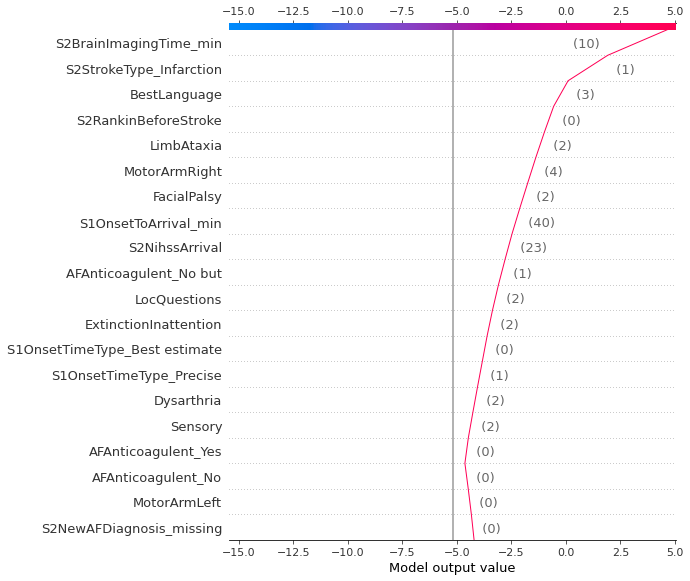 −15.0 −12.5 −10.0 −7.5 −5.0 −2.5 0.0 2.5 5.0
S2BrainImagingTime_min (10)
S2StrokeType_Infarction (1)
BestLanguage (3)
S2RankinBeforeStroke (0)
LimbAtaxia (2)
MotorArmRight (4)
FacialPalsy (2)
S1OnsetToArrival_min (40)
S2NihssArrival (23)
AFAnticoagulent_No but (1)
LocQuestions (2)
ExtinctionInattention (2)
S1OnsetTimeType_Best estimate (0)
S1OnsetTimeType_Precise (1)
Dysarthria (2)
Sensory (2)
AFAnticoagulent_Yes (0)
AFAnticoagulent_No (0)
MotorArmLeft (0)
S2NewAFDiagnosis_missing (0)
−15.0 −12.5 −10.0 −7.5 −5.0 −2.5 0.0 2.5 5.0
Model output value